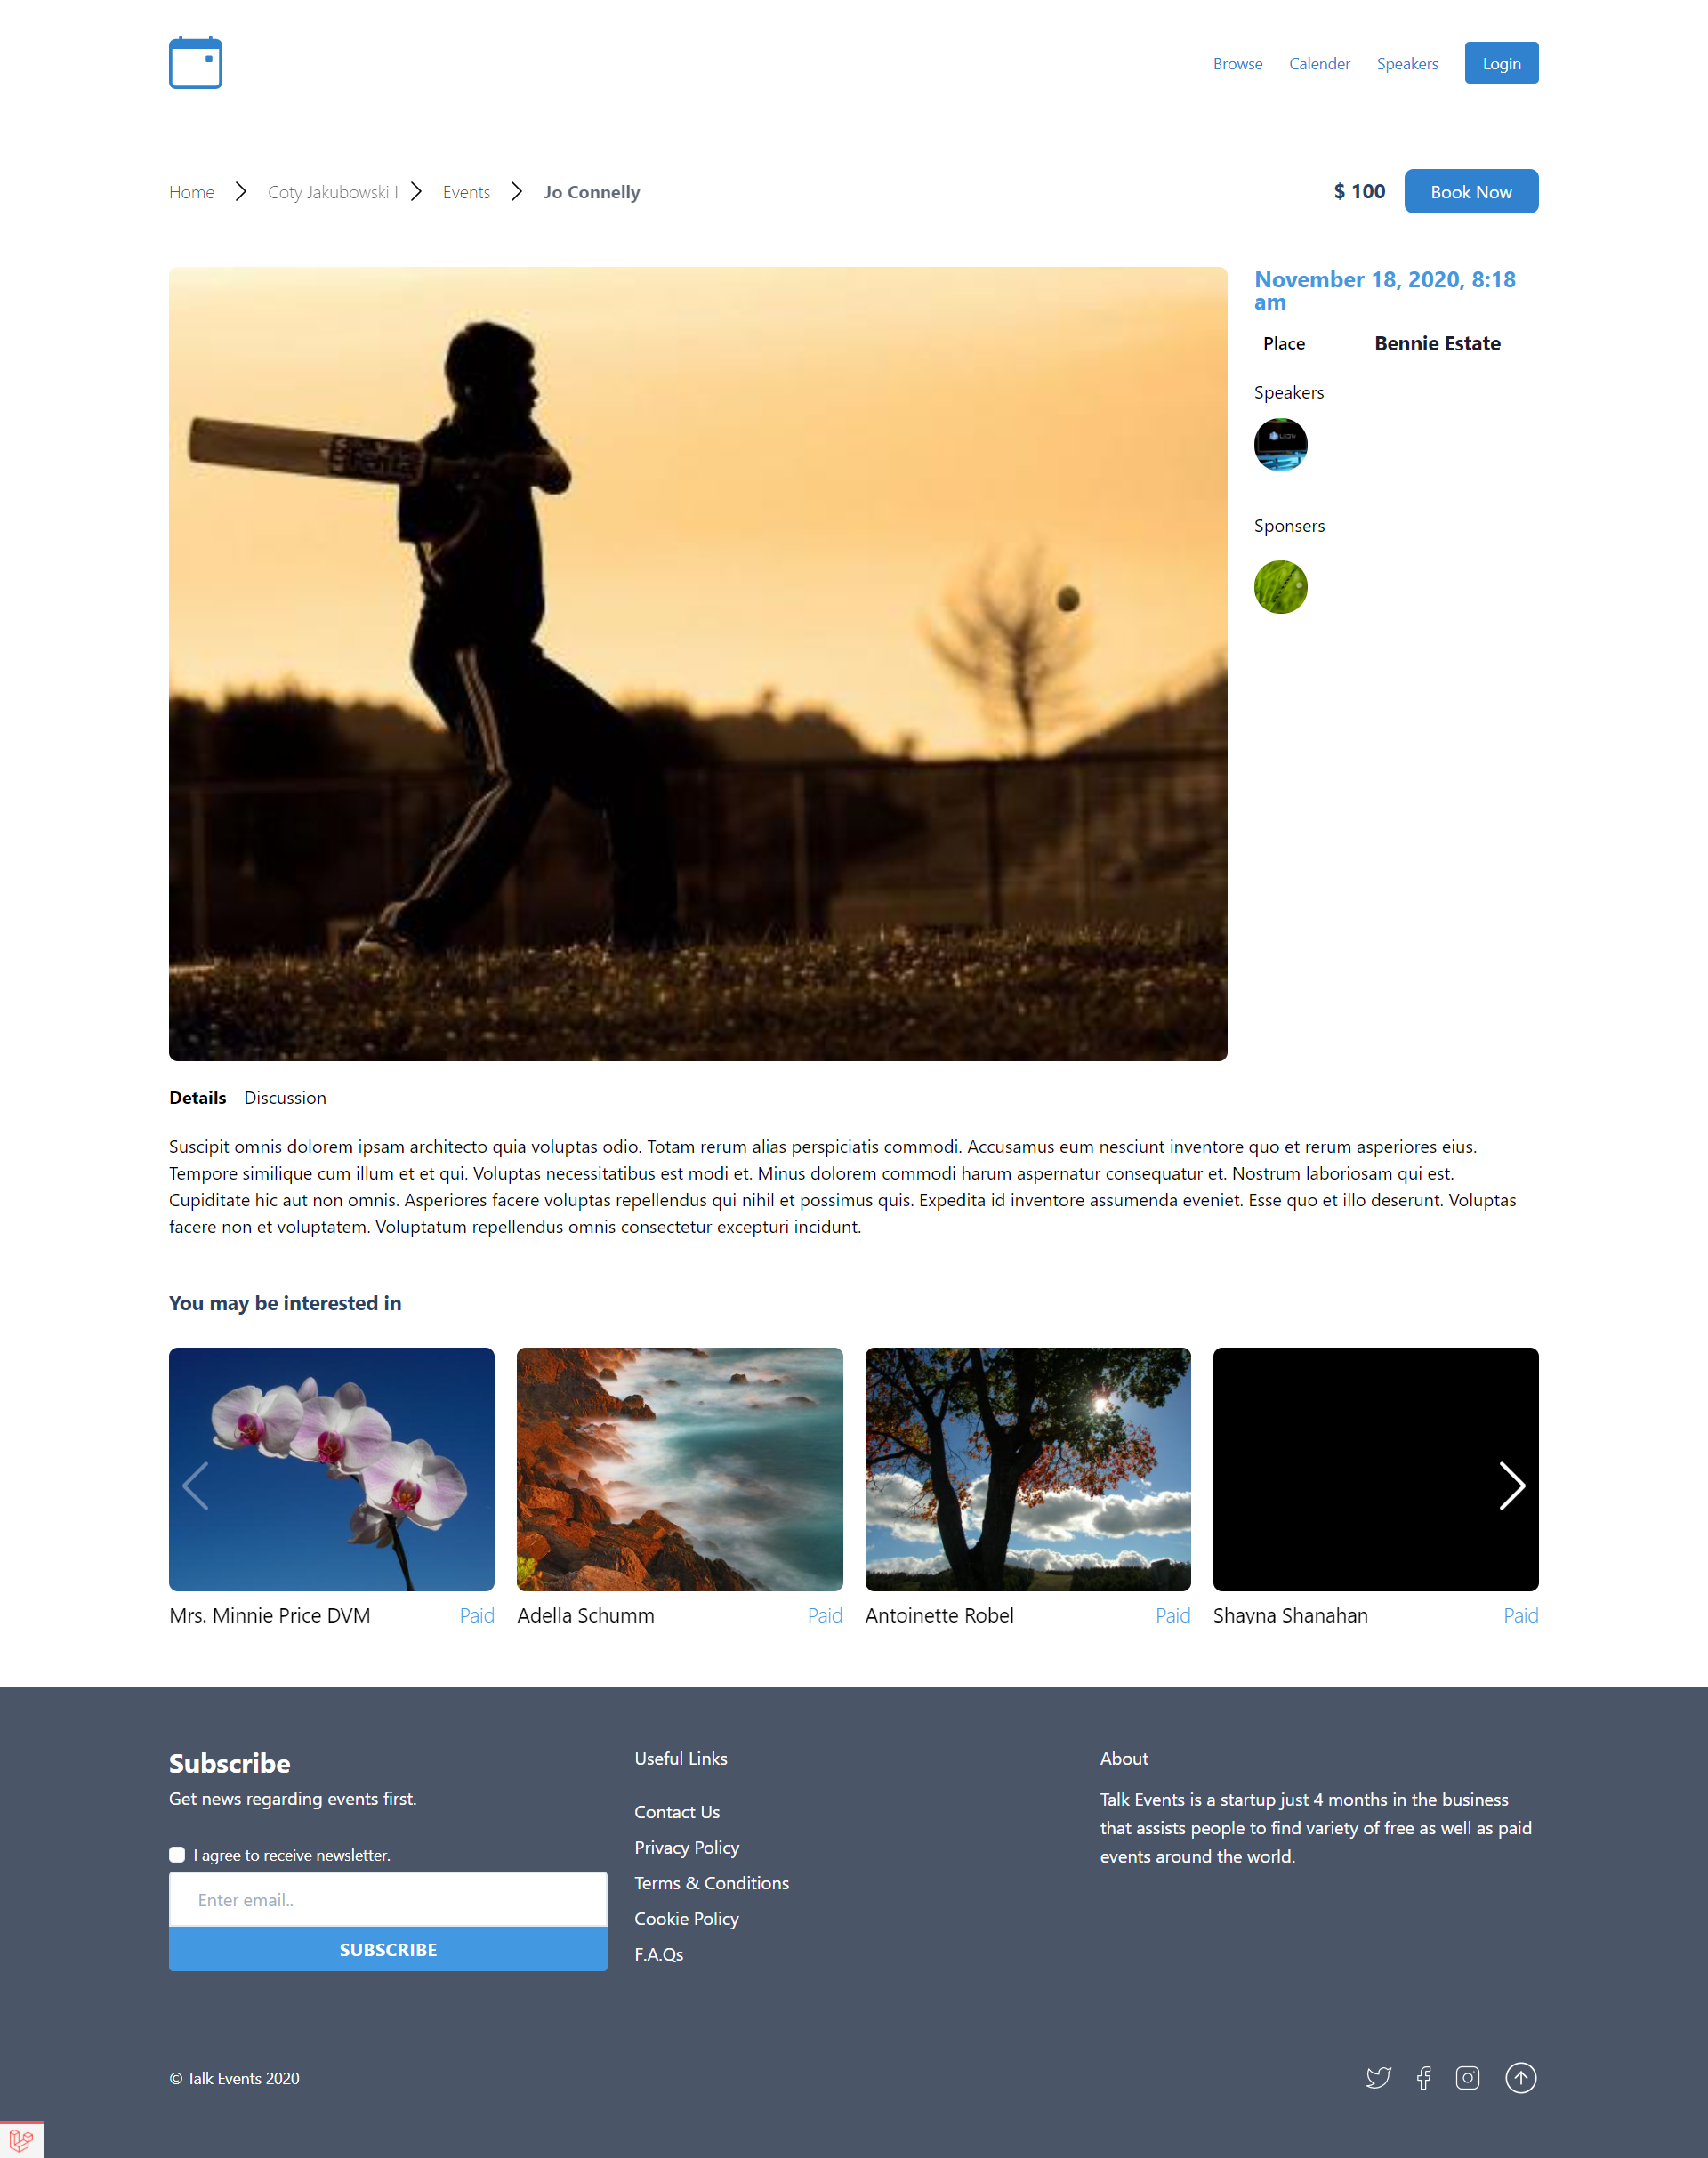 Browse Calender Speakers Login
Home Coty Jakubowski I Events Jo Connelly $ 100 Book Now
November 18, 2020, 8:18
am
Place Bennie Estate
Speakers
Sponsers
Details Discussion
Suscipit omnis dolorem ipsam architecto quia voluptas odio. Totam rerum alias perspiciatis commodi. Accusamus eum nesciunt inventore quo et rerum asperiores eius.
Tempore similique cum illum et et qui. Voluptas necessitatibus est modi et. Minus dolorem commodi harum aspernatur consequatur et. Nostrum laboriosam qui est.
Cupiditate hic aut non omnis. Asperiores facere voluptas repellendus qui nihil et possimus quis. Expedita id inventore assumenda eveniet. Esse quo et illo deserunt. Voluptas
facere non et voluptatem. Voluptatum repellendus omnis consectetur excepturi incidunt.
You may be interested in
Mrs. Minnie Price DVM Paid
Adella Schumm Paid
Antoinette Robel Paid
Shayna Shanahan Paid
Subscribe
Get news regarding events first.
I agree to receive newsletter.
Enter email..
SUBSCRIBE
Useful Links
Contact Us
Privacy Policy
Terms & Conditions
Cookie Policy
F.A.Qs
About
Talk Events is a startup just 4 months in the business
that assists people to find variety of free as well as paid
events around the world.
© Talk Events 2020